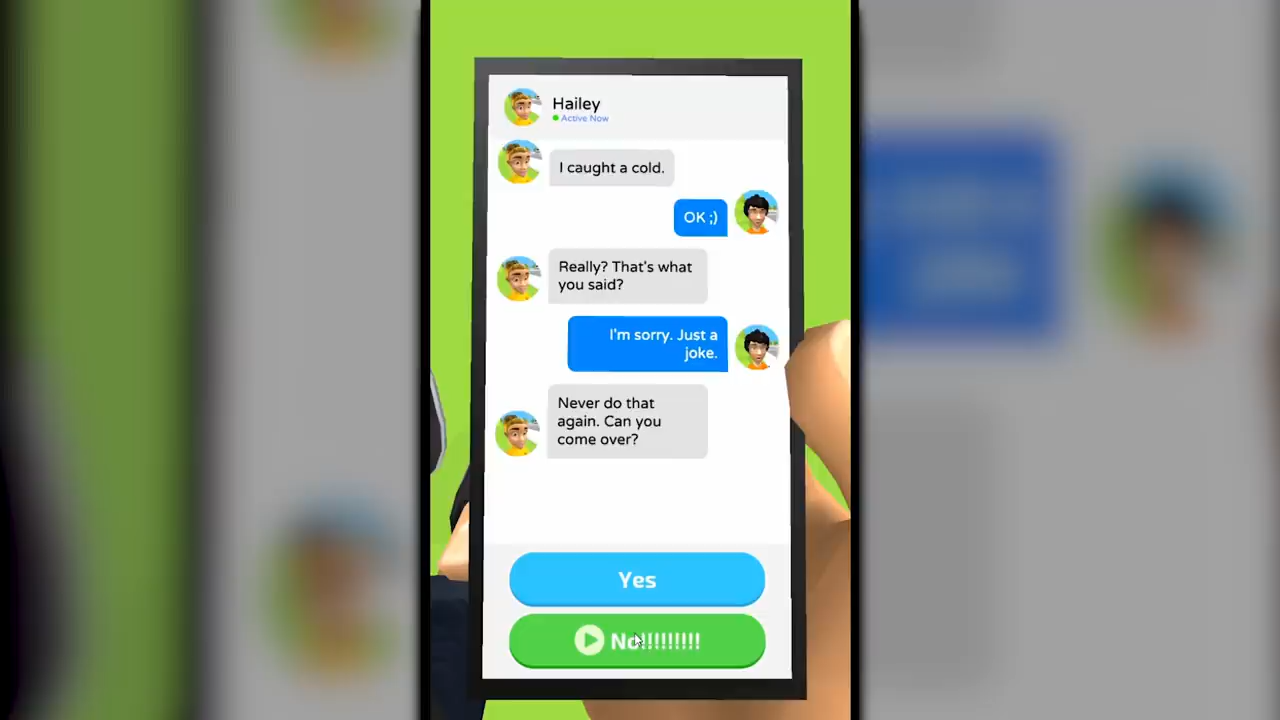 Hailey
Active Now
I caught a cold.
OK ;)
Really? That's what
you said?
I'm sorry. Just a
joke.
Never do that
again. Can you
come over?
Yes
No!!!!!!!!!